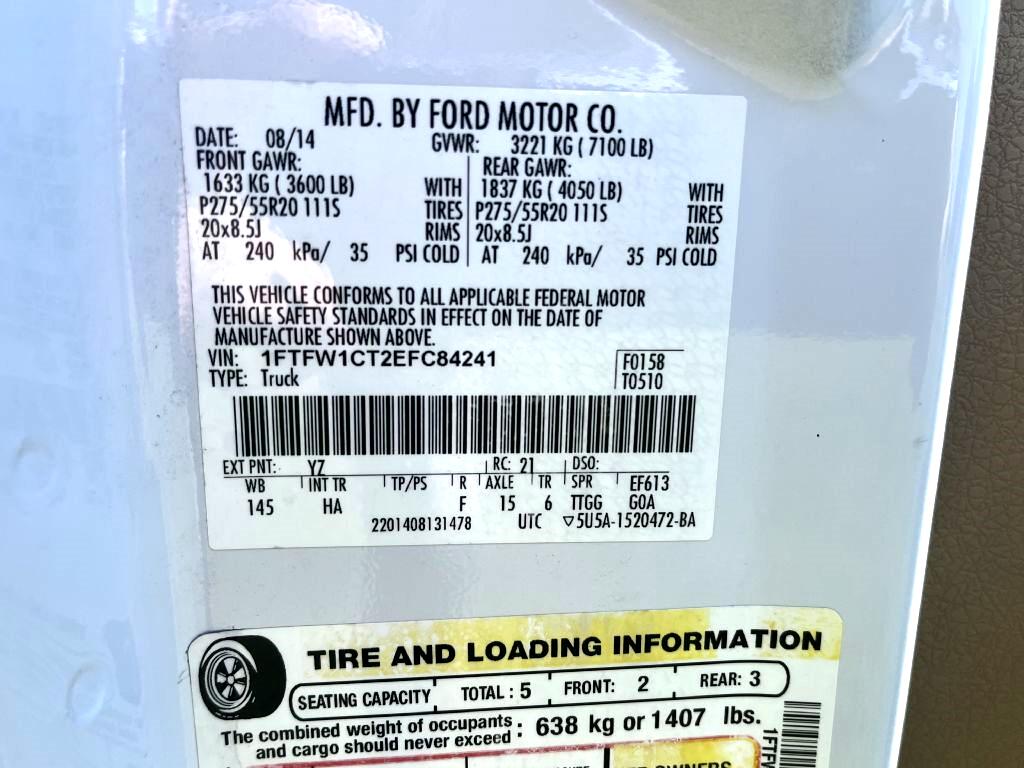 MFD. BY FORD MOTOR CO.
DATE: 08/14 GVWR: 3221 KG ( 7100 LB)
FRONT GAWR: REAR GAWR:
1633 KG ( 3600 LB) WITH 1837 KG ( 4050 LB) WITH
P275/55R20 111S TIRES P275/55R20 111S TIRES
20x8.5J RIMS 20x8.5J RIMS
AT 240 kPa/ 35 PSI COLD AT 240 kPa/ 35 PSI COLD
THIS VEHICLE CONFORMS TO ALL APPLICABLE FEDERAL MOTOR
VEHICLE SAFETY STANDARDS IN EFFECT ON THE DATE OF
MANUFACTURE SHOWN ABOVE.
VIN: 1FTFW1CT2EFC84241 F0158
TYPE: Truck T0510
EXT PNT: YZ RC: 21 DSO:
WB INT TR TP/PS R AXLE TR SPR EF613
145 HA F 15 6 TTGG G0A
2201408131478 UTC ▽5U5A-1520472-BA
TIRE AND LOADING INFORMATION
SEATING CAPACITY TOTAL : 5 FRONT: 2 REAR: 3
The combined weight of occupants
and cargo should never exceed : 638 kg or 1407 lbs.
1FTFW
OWNERS